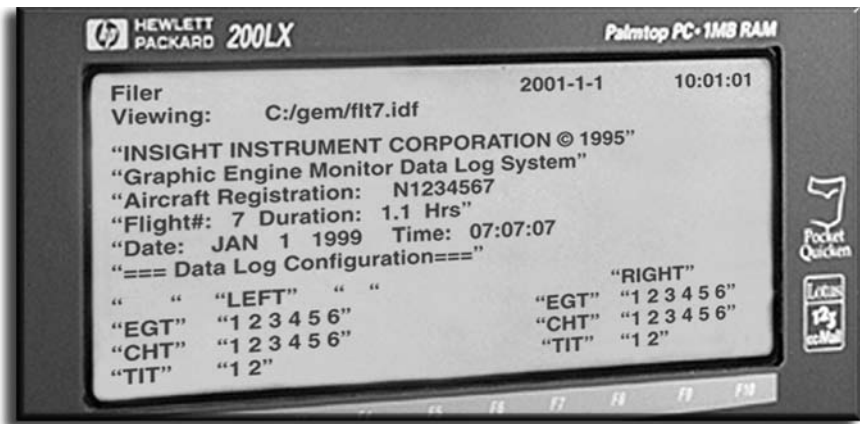 HEWLETT PACKARD 200LX Palmtop PC•1MB RAM
Filer 2001-1-1 10:01:01
Viewing: C:/gem/flt7.idf
“INSIGHT INSTRUMENT CORPORATION © 1995”
“Graphic Engine Monitor Data Log System”
“Aircraft Registration: N1234567
“Flight#: 7 Duration: 1.1 Hrs”
“Date: JAN 1 1999 Time: 07:07:07
“=== Data Log Configuration===”
“ “ “LEFT” “ “ “RIGHT”
“EGT” “1 2 3 4 5 6” “EGT” “1 2 3 4 5 6”
“CHT” “1 2 3 4 5 6” “CHT” “1 2 3 4 5 6”
“TIT” “1 2” “TIT” “1 2”
Pocket
Quicken
Lotus
123
cc:Mail
F5 F6 F7 F8 F9 F10